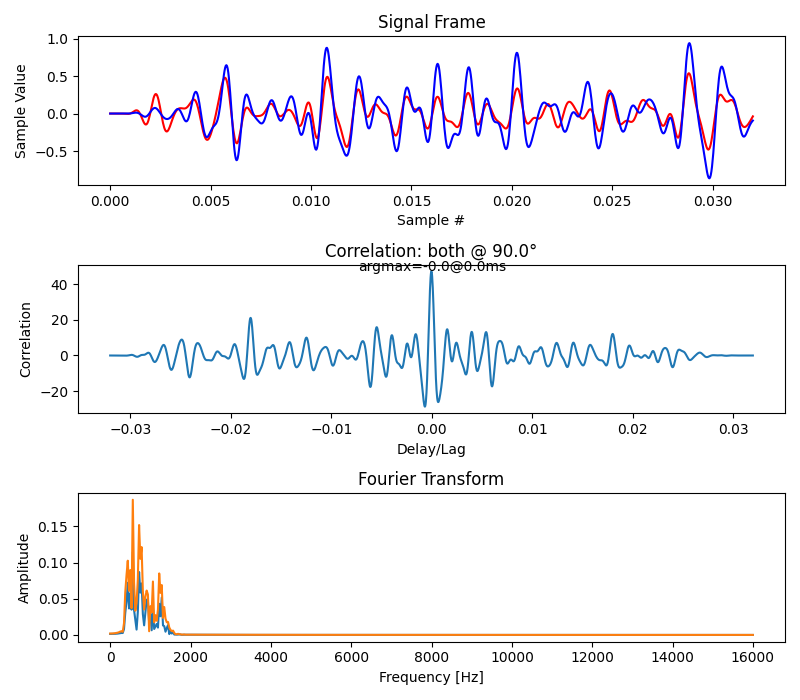 Signal Frame
1.0
0.5
0.0
−0.5
Sample Value
0.000 0.005 0.010 0.015 0.020 0.025 0.030
Sample #
Correlation: both @ 90.0°
argmax=-0.0@0.0ms
40
20
0
−20
Correlation
−0.03 −0.02 −0.01 0.00 0.01 0.02 0.03
Delay/Lag
Fourier Transform
0.15
0.10
0.05
0.00
Amplitude
0 2000 4000 6000 8000 10000 12000 14000 16000
Frequency [Hz]